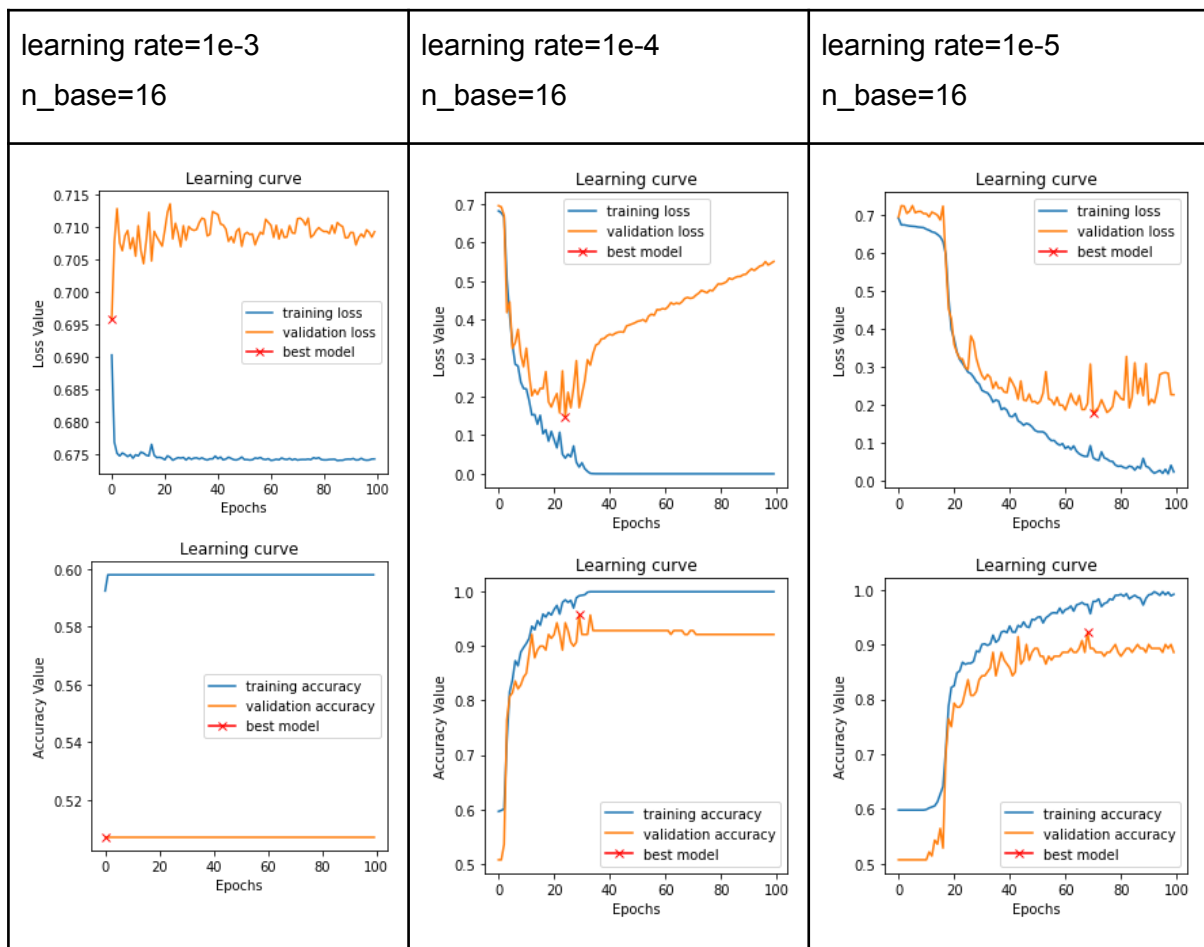 learning rate=1e-3
n_base=16
learning rate=1e-4
n_base=16
learning rate=1e-5
n_base=16
Learning curve
0.715
0.710
0.705
0.700
0.695
0.690
0.685
0.680
0.675
Loss Value
training loss
validation loss
best model
0 20 40 60 80 100
Epochs
Learning curve
0.7
0.6
0.5
0.4
0.3
0.2
0.1
0.0
Loss Value
training loss
validation loss
best model
0 20 40 60 80 100
Epochs
Learning curve
0.7
0.6
0.5
0.4
0.3
0.2
0.1
0.0
Loss Value
training loss
validation loss
best model
0 20 40 60 80 100
Epochs
Learning curve
0.60
0.58
0.56
0.54
0.52
Accuracy Value
training accuracy
validation accuracy
best model
0 20 40 60 80 100
Epochs
Learning curve
1.0
0.9
0.8
0.7
0.6
0.5
Accuracy Value
training accuracy
validation accuracy
best model
0 20 40 60 80 100
Epochs
Learning curve
1.0
0.9
0.8
0.7
0.6
0.5
Accuracy Value
training accuracy
validation accuracy
best model
0 20 40 60 80 100
Epochs